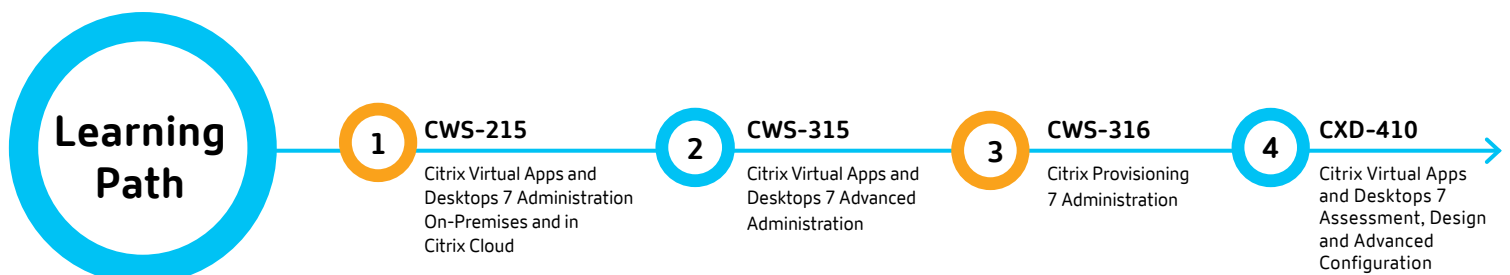 Learning
Path
1
CWS-215
Citrix Virtual Apps and
Desktops 7 Administration
On-Premises and in
Citrix Cloud
2
CWS-315
Citrix Virtual Apps and
Desktops 7 Advanced
Administration
3
CWS-316
Citrix Provisioning
7 Administration
4
CXD-410
Citrix Virtual Apps
and Desktops 7
Assessment, Design
and Advanced
Configuration